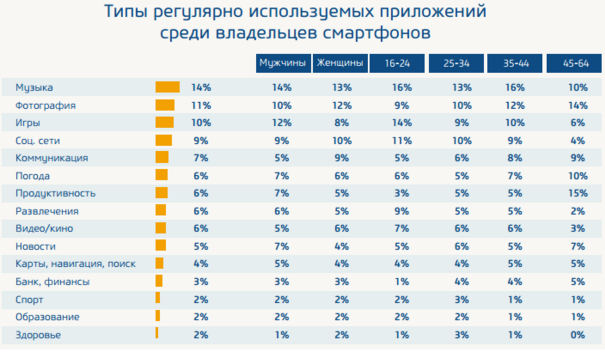 Типы регулярно используемых приложений
среди владельцев смартфонов
Мужчины Женщины 16-24 25-34 35-44 45-64
Музыка 14% 14% 13% 16% 13% 16% 10%
Фотография 11% 10% 12% 9% 10% 12% 14%
Игры 10% 12% 8% 14% 9% 10% 6%
Соц. сети 9% 9% 10% 11% 10% 9% 4%
Коммуникация 7% 5% 9% 5% 6% 8% 9%
Погода 6% 7% 6% 6% 5% 7% 10%
Продуктивность 6% 7% 5% 3% 5% 5% 15%
Развлечения 6% 6% 5% 9% 5% 5% 2%
Видео/кино 6% 5% 6% 7% 6% 6% 3%
Новости 5% 7% 4% 5% 6% 5% 7%
Карты, навигация, поиск 4% 5% 4% 4% 4% 5% 5%
Банк, финансы 3% 3% 3% 1% 4% 4% 5%
Спорт 2% 2% 2% 2% 3% 1% 1%
Образование 2% 2% 2% 2% 2% 1% 1%
Здоровье 2% 1% 2% 1% 3% 1% 0%